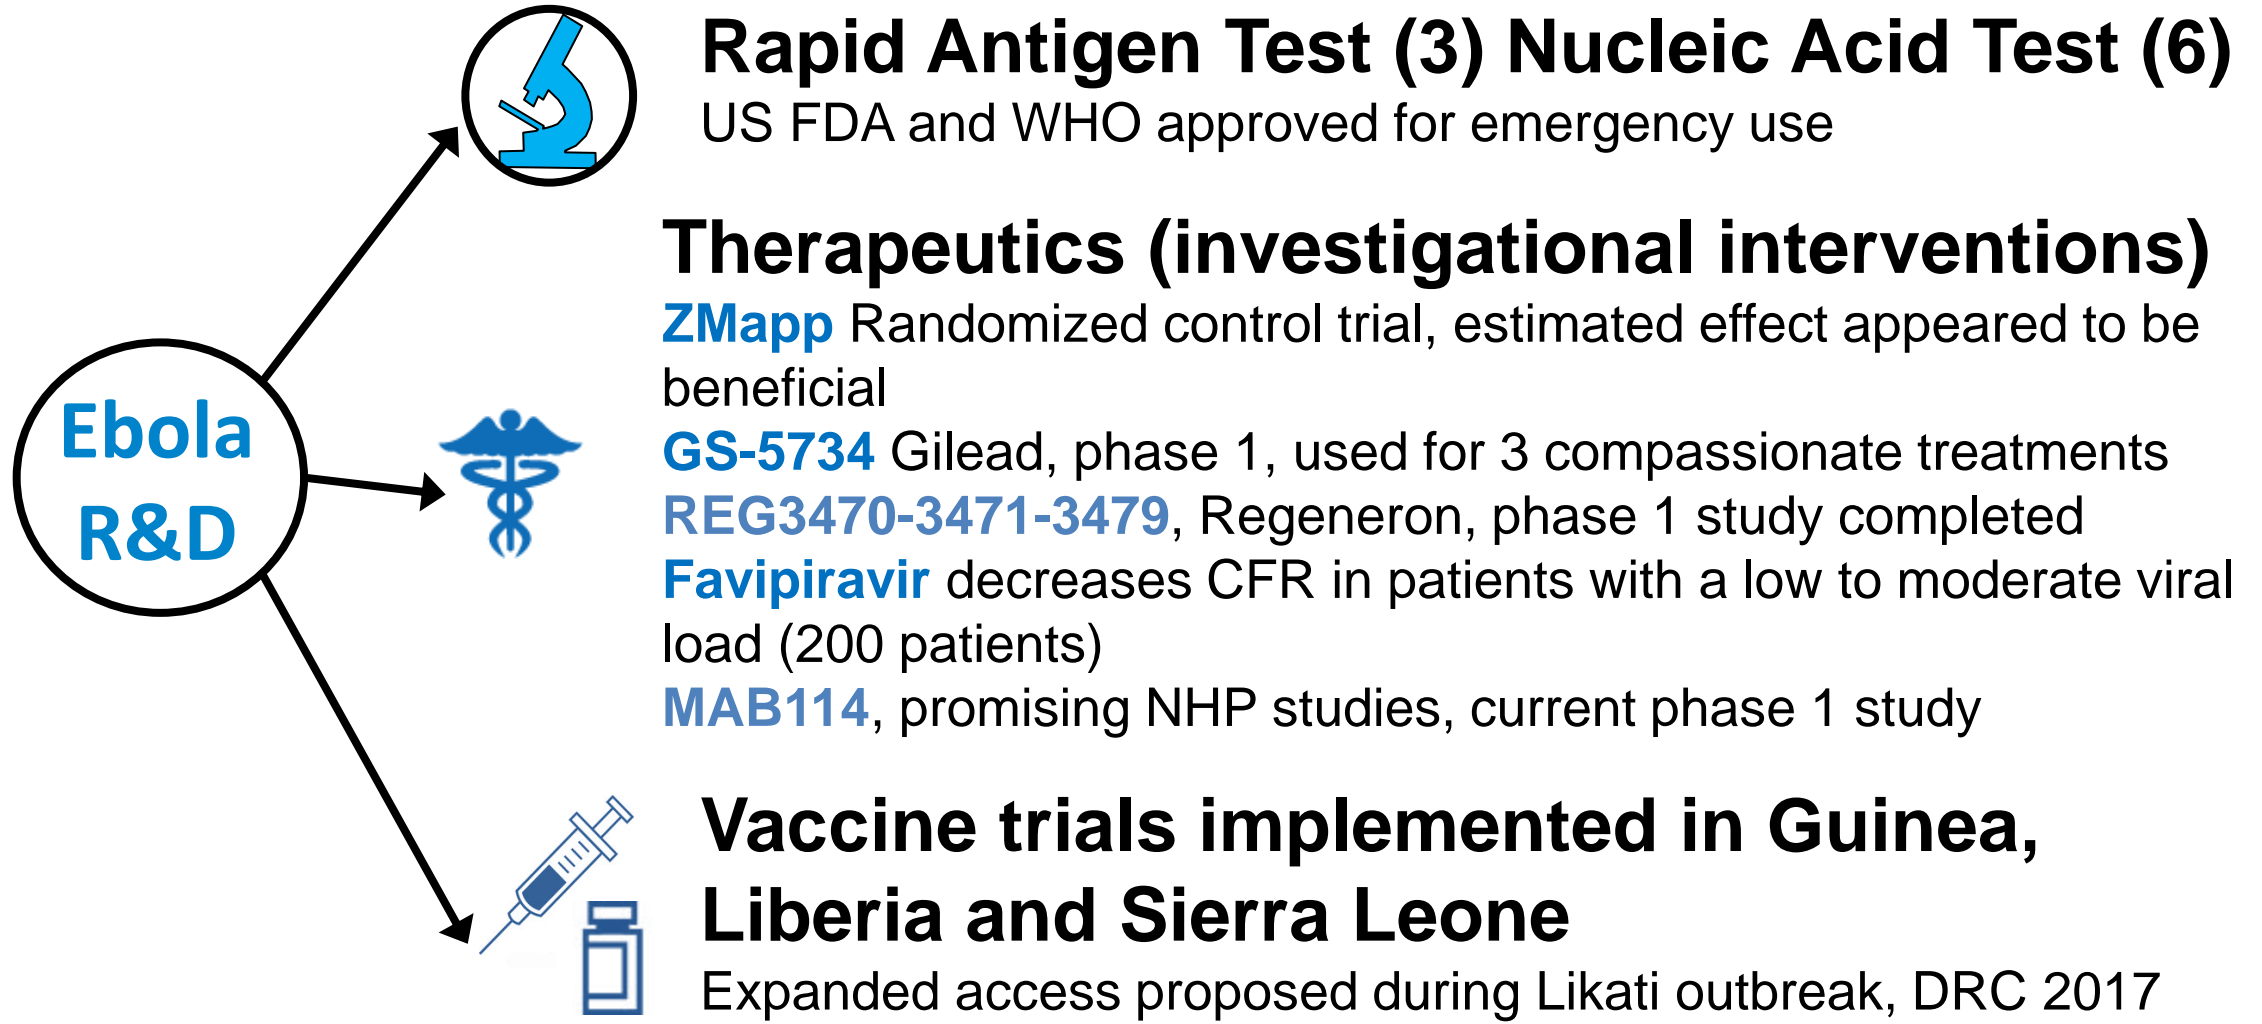 Rapid Antigen Test (3) Nucleic Acid Test (6)
US FDA and WHO approved for emergency use
Therapeutics (investigational interventions)
ZMapp Randomized control trial, estimated effect appeared to be
beneficial
GS-5734 Gilead, phase 1, used for 3 compassionate treatments
REG3470-3471-3479, Regeneron, phase 1 study completed
Favipiravir decreases CFR in patients with a low to moderate viral
load (200 patients)
MAB114, promising NHP studies, current phase 1 study
Ebola
R&D
Vaccine trials implemented in Guinea,
Liberia and Sierra Leone
Expanded access proposed during Likati outbreak, DRC 2017